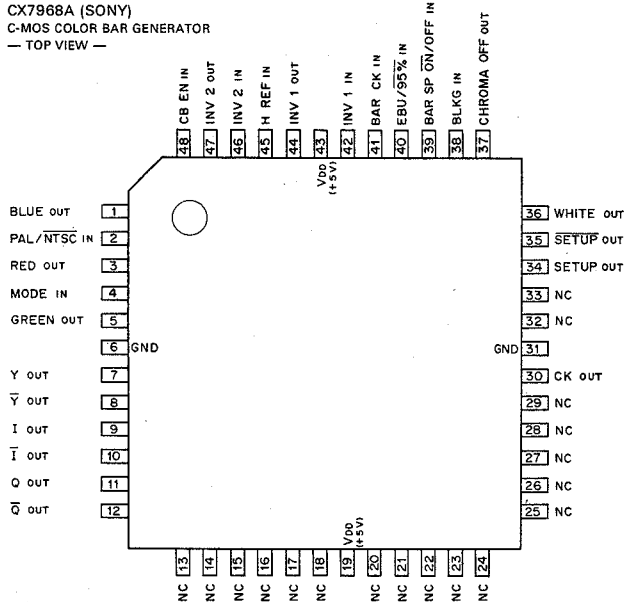 CX7968A (SONY)
C-MOS COLOR BAR GENERATOR
— TOP VIEW —
48 CB EN IN
47 INV 2 OUT
46 INV 2 IN
45 H REF IN
44 INV 1 OUT
43 VDD (+5V)
42 INV 1 IN
41 BAR CK IN
40 EBU/9̅5̅%̅ IN
39 BAR SP O̅N̅/OFF IN
38 BLKG IN
37 CHROMA OFF OUT
BLUE OUT 1
PAL/N̅T̅S̅C̅ IN 2
RED OUT 3
MODE IN 4
GREEN OUT 5
6 GND
Y OUT 7
Y̅ OUT 8
I OUT 9
I̅ OUT 10
Q OUT 11
Q̅ OUT 12
36 WHITE OUT
35 S̅E̅T̅U̅P̅ OUT
34 SETUP OUT
33 NC
32 NC
GND 31
30 CK OUT
29 NC
28 NC
27 NC
26 NC
25 NC
NC 13
NC 14
NC 15
NC 16
NC 17
NC 18
19 VDD (+5V)
NC 20
NC 21
NC 22
NC 23
NC 24